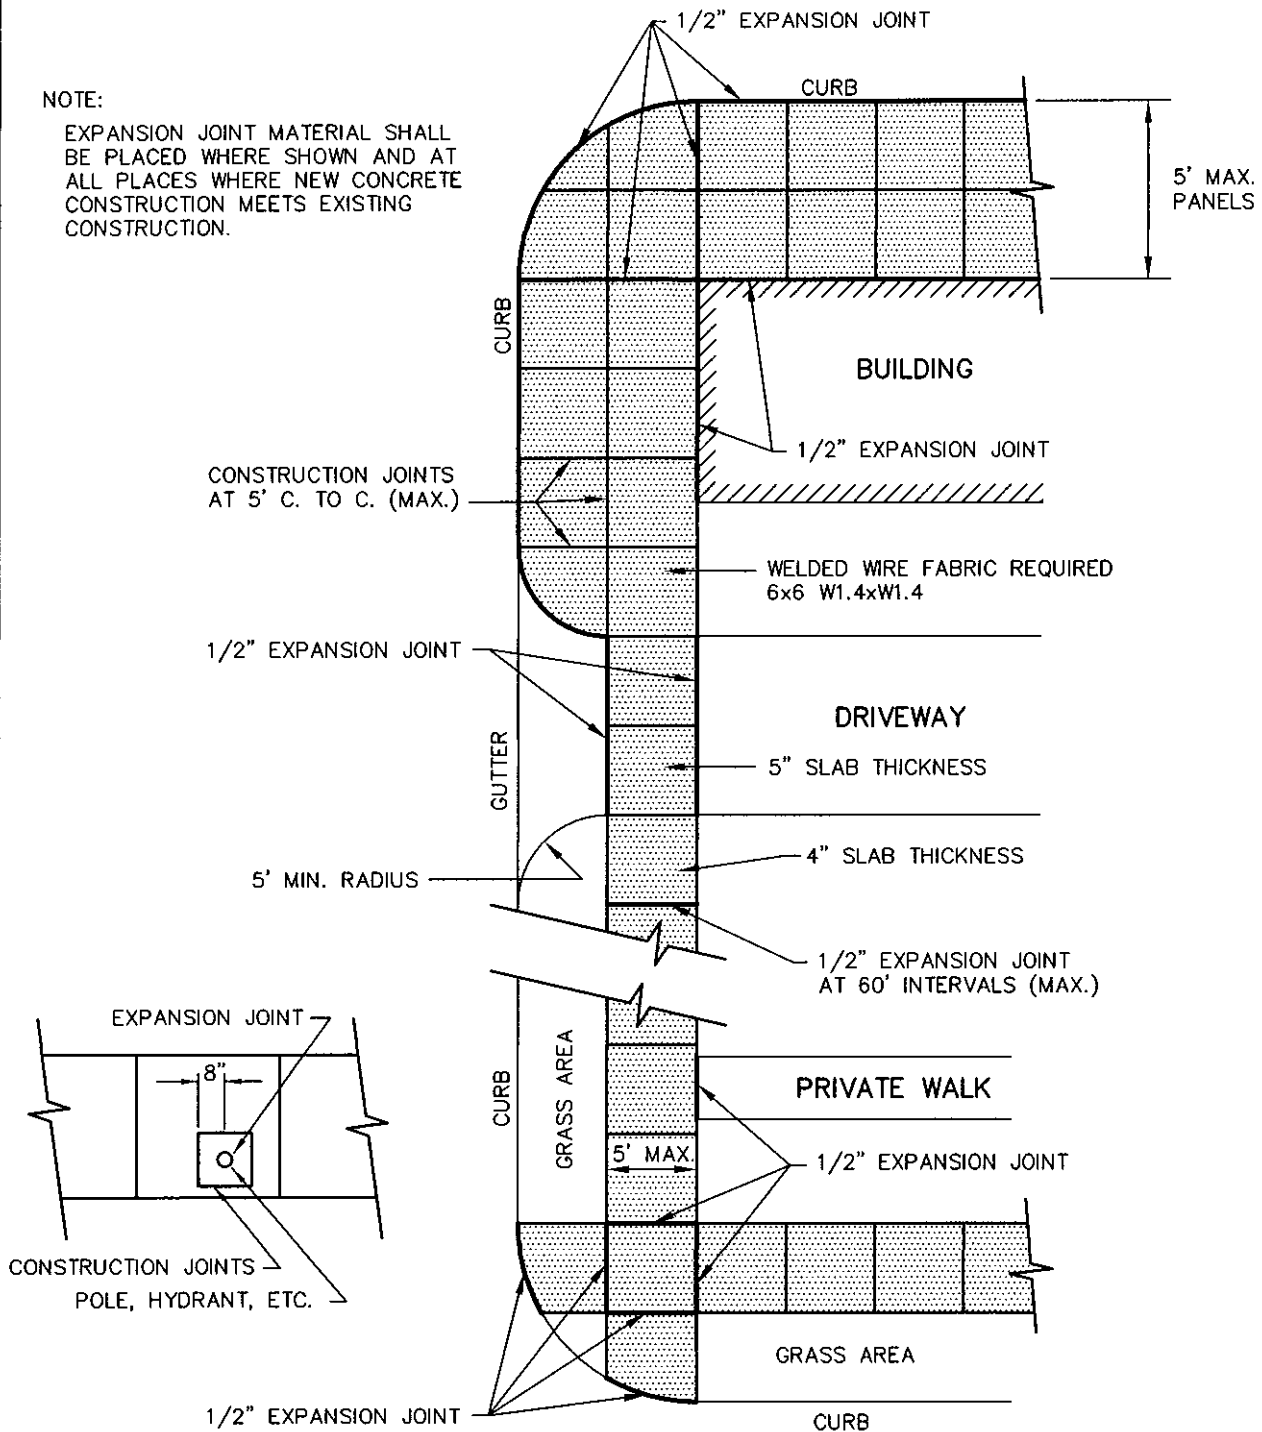 1/2" EXPANSION JOINT
CURB
NOTE:
EXPANSION JOINT MATERIAL SHALL
BE PLACED WHERE SHOWN AND AT
ALL PLACES WHERE NEW CONCRETE
CONSTRUCTION MEETS EXISTING
CONSTRUCTION.
5' MAX.
PANELS
CURB
BUILDING
1/2" EXPANSION JOINT
CONSTRUCTION JOINTS
AT 5' C. TO C. (MAX.)
WELDED WIRE FABRIC REQUIRED
6x6 W1.4xW1.4
1/2" EXPANSION JOINT
DRIVEWAY
GUTTER
5" SLAB THICKNESS
4" SLAB THICKNESS
5' MIN. RADIUS
1/2" EXPANSION JOINT
AT 60' INTERVALS (MAX.)
EXPANSION JOINT
8"
CURB
GRASS AREA
PRIVATE WALK
5' MAX.
1/2" EXPANSION JOINT
CONSTRUCTION JOINTS
POLE, HYDRANT, ETC.
GRASS AREA
1/2" EXPANSION JOINT
CURB